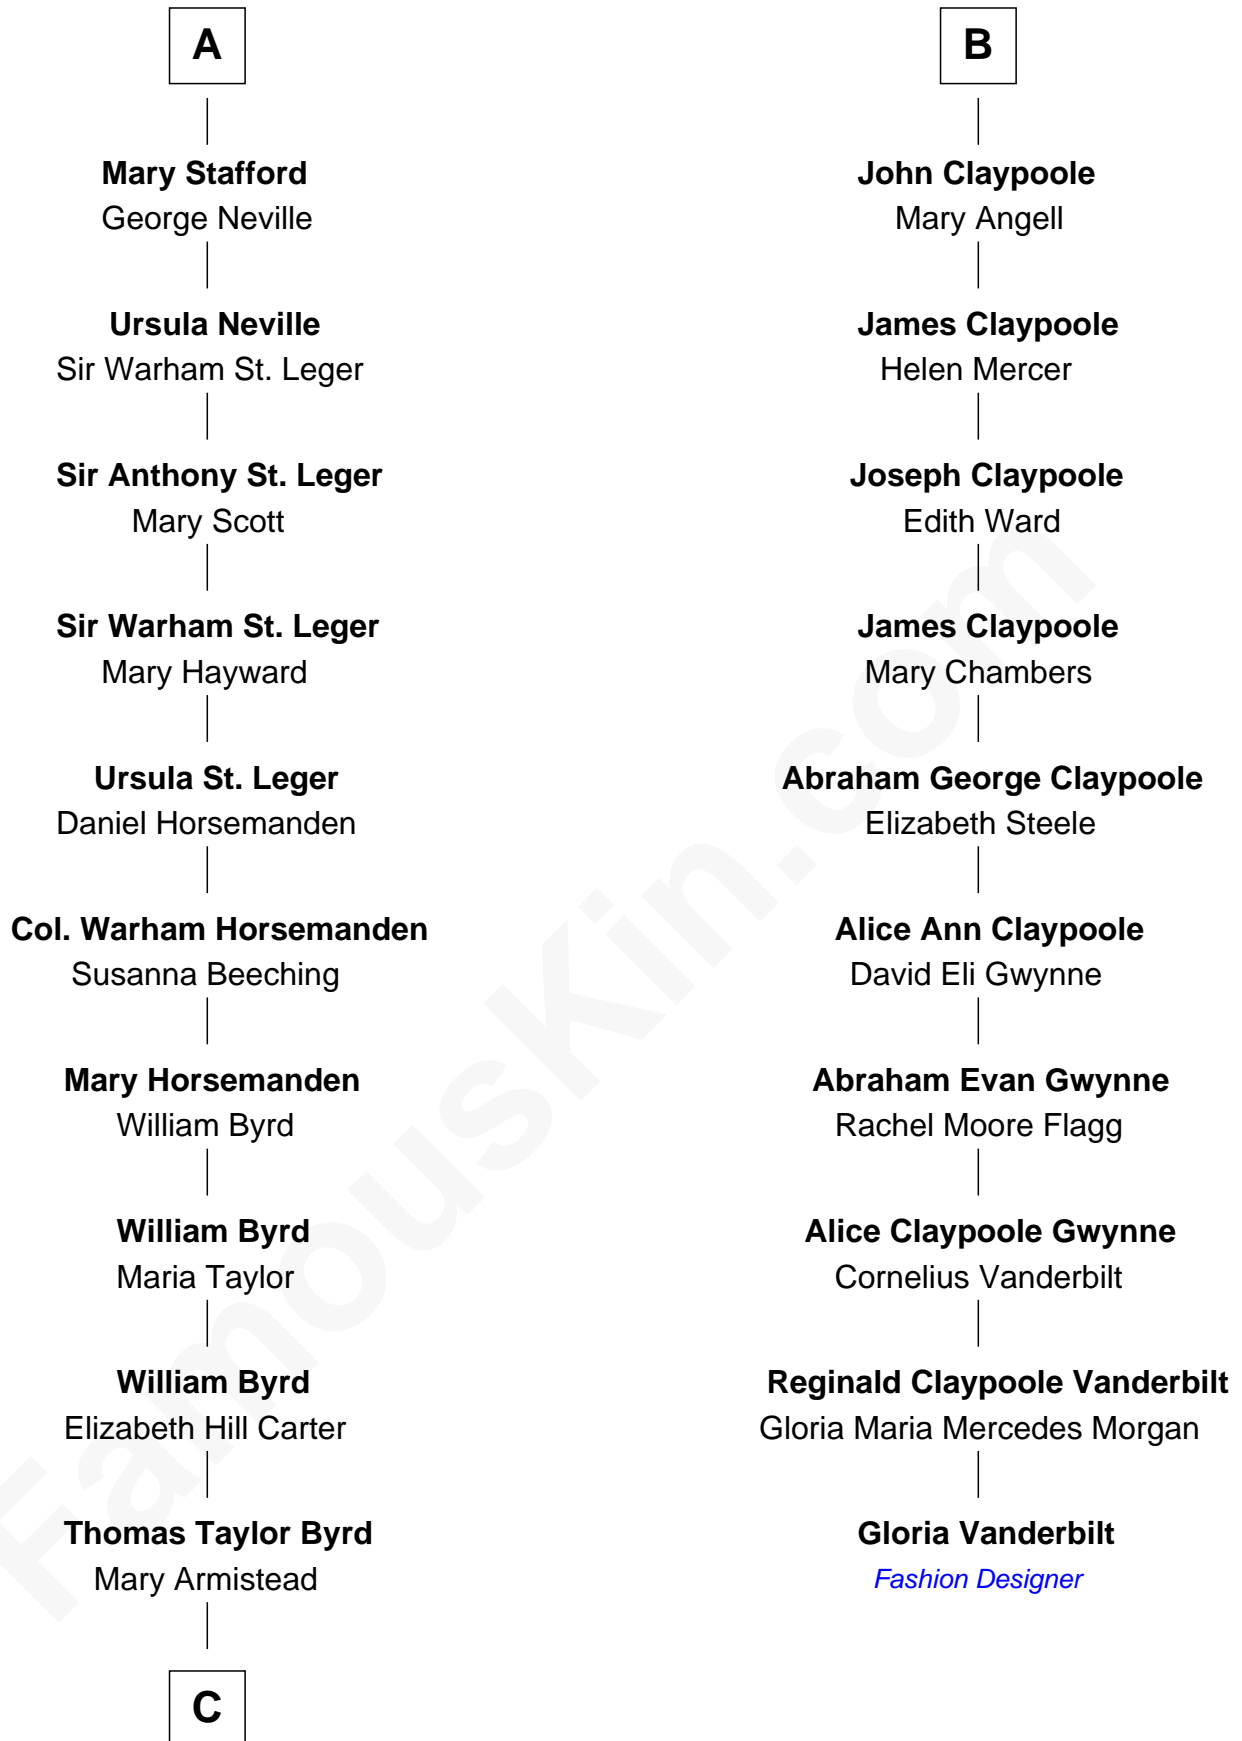 A
Mary Stafford
George Neville
Ursula Neville
Sir Warham St. Leger
Sir Anthony St. Leger
Mary Scott
Sir Warham St. Leger
Mary Hayward
Ursula St. Leger
Daniel Horsemanden
Col. Warham Horsemanden
Susanna Beeching
Mary Horsemanden
William Byrd
William Byrd
Maria Taylor
William Byrd
Elizabeth Hill Carter
Thomas Taylor Byrd
Mary Armistead
C
B
John Claypoole
Mary Angell
James Claypoole
Helen Mercer
Joseph Claypoole
Edith Ward
James Claypoole
Mary Chambers
Abraham George Claypoole
Elizabeth Steele
Alice Ann Claypoole
David Eli Gwynne
Abraham Evan Gwynne
Rachel Moore Flagg
Alice Claypoole Gwynne
Cornelius Vanderbilt
Reginald Claypoole Vanderbilt
Gloria Maria Mercedes Morgan
Gloria Vanderbilt
Fashion Designer
FamousKin.com